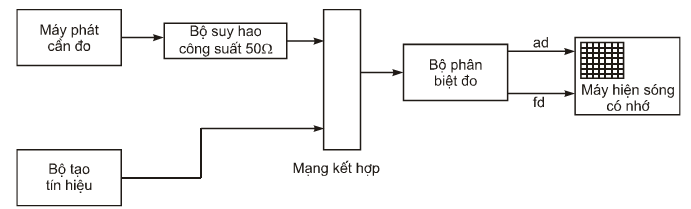 Máy phát
cần đo
Bộ suy hao
công suất 50Ω
Bộ phân
biệt đo
ad
fd
Máy hiện sóng
có nhớ
Mạng kết hợp
Bộ tạo
tín hiệu